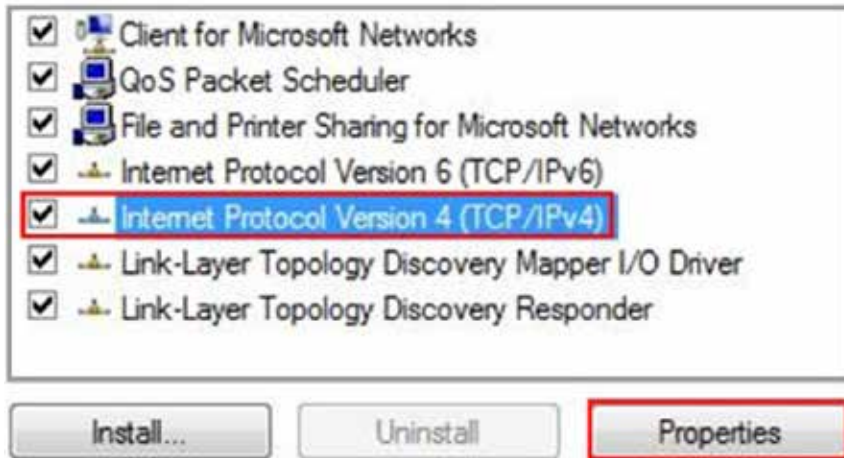 Client for Microsoft Networks
QoS Packet Scheduler
File and Printer Sharing for Microsoft Networks
Internet Protocol Version 6 (TCP/IPv6)
Internet Protocol Version 4 (TCP/IPv4)
Link-Layer Topology Discovery Mapper I/O Driver
Link-Layer Topology Discovery Responder
Install... Uninstall Properties